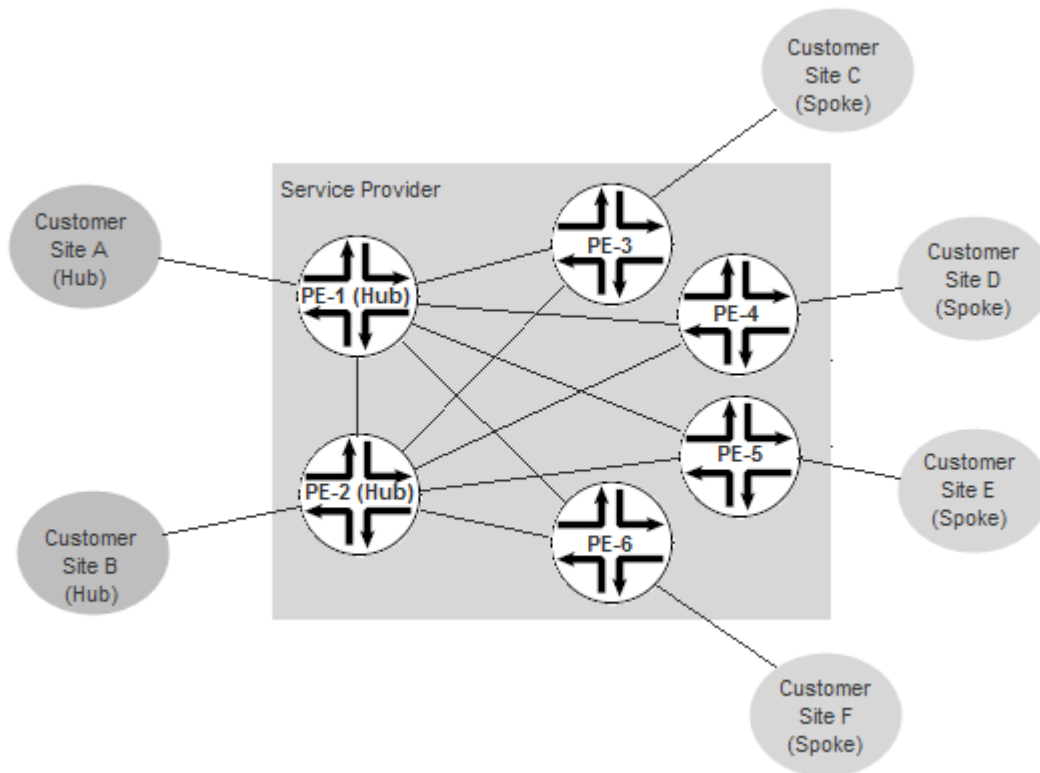 Customer
Site C
(Spoke)
Service Provider
Customer
Site A
(Hub)
PE-3
Customer
Site D
(Spoke)
PE-1 (Hub)
PE-4
PE-5
Customer
Site E
(Spoke)
PE-2 (Hub)
Customer
Site B
(Hub)
PE-6
Customer
Site F
(Spoke)